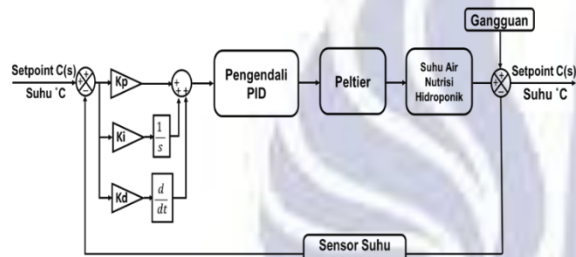 Gangguan
Setpoint C(s)
Suhu °C
Kp
Pengendali
PID
Peltier
Suhu Air
Nutrisi
Hidroponik
Setpoint C(s)
Suhu °C
Ki
1
s
Kd
d
dt
Sensor Suhu